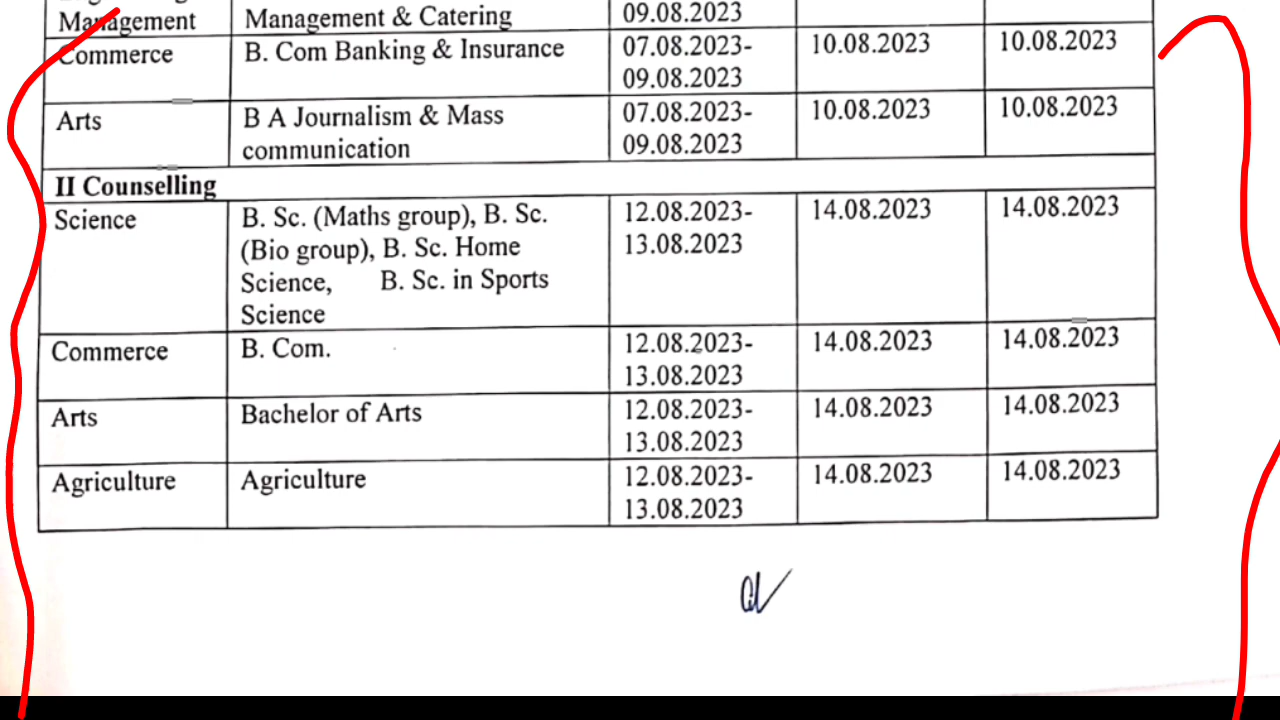 Management Management & Catering 09.08.2023
Commerce B. Com Banking & Insurance 07.08.2023- 10.08.2023 10.08.2023
09.08.2023
Arts B A Journalism & Mass 07.08.2023- 10.08.2023 10.08.2023
communication 09.08.2023
II Counselling
Science B. Sc. (Maths group), B. Sc. 12.08.2023- 14.08.2023 14.08.2023
(Bio group), B. Sc. Home 13.08.2023
Science, B. Sc. in Sports
Science
Commerce B. Com. 12.08.2023- 14.08.2023 14.08.2023
13.08.2023
Arts Bachelor of Arts 12.08.2023- 14.08.2023 14.08.2023
13.08.2023
Agriculture Agriculture 12.08.2023- 14.08.2023 14.08.2023
13.08.2023